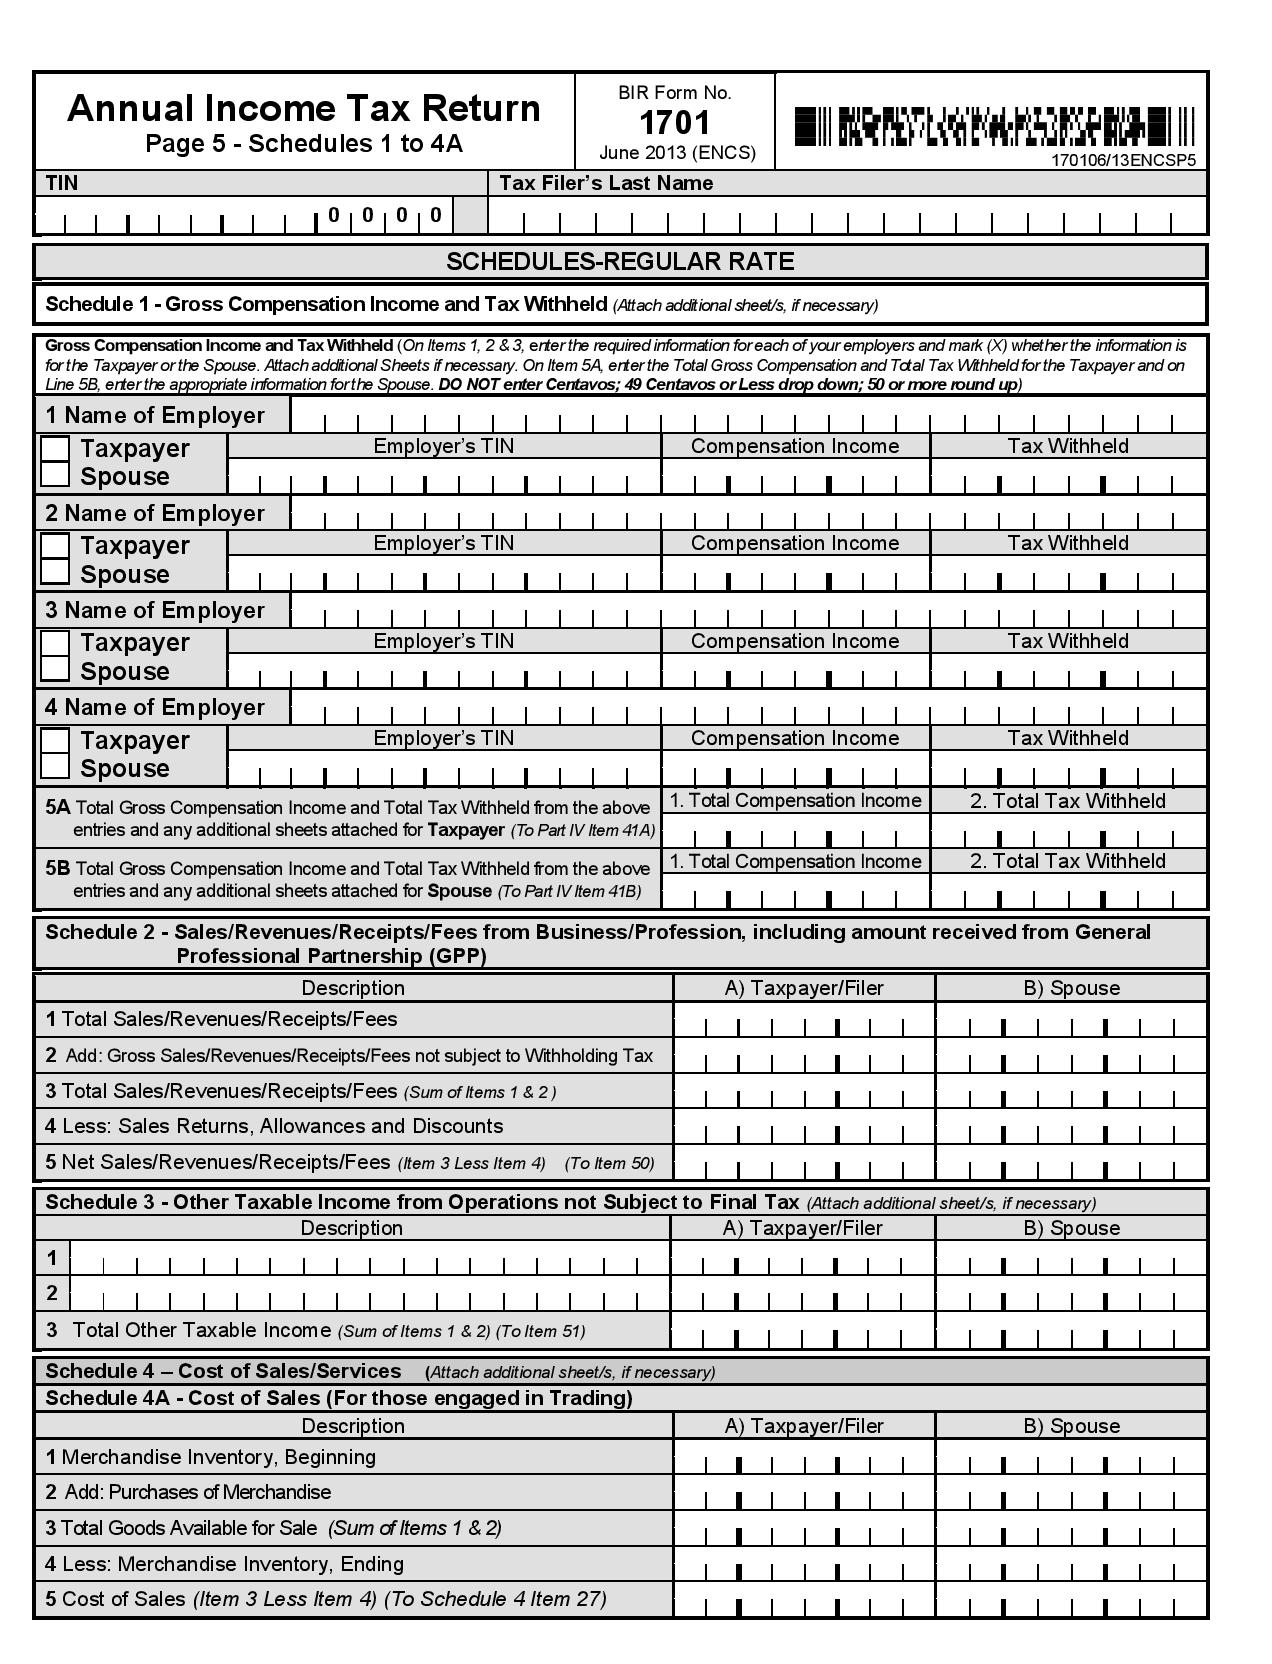 Annual Income Tax Return
Page 5 - Schedules 1 to 4A
BIR Form No.
1701
June 2013 (ENCS)
170106/13ENCSP5
TIN
Tax Filer's Last Name
0 0 0 0
SCHEDULES-REGULAR RATE
Schedule 1 - Gross Compensation Income and Tax Withheld (Attach additional sheet/s, if necessary)
Gross Compensation Income and Tax Withheld (On Items 1, 2 & 3, enter the required information for each of your employers and mark (X) whether the information is
for the Taxpayer or the Spouse. Attach additional Sheets if necessary. On Item 5A, enter the Total Gross Compensation and Total Tax Withheld for the Taxpayer and on
Line 5B, enter the appropriate information for the Spouse. DO NOT enter Centavos; 49 Centavos or Less drop down; 50 or more round up)
1 Name of Employer
Taxpayer
Spouse
Employer's TIN
Compensation Income
Tax Withheld
2 Name of Employer
Taxpayer
Spouse
Employer's TIN
Compensation Income
Tax Withheld
3 Name of Employer
Taxpayer
Spouse
Employer's TIN
Compensation Income
Tax Withheld
4 Name of Employer
Taxpayer
Spouse
Employer's TIN
Compensation Income
Tax Withheld
5A Total Gross Compensation Income and Total Tax Withheld from the above
entries and any additional sheets attached for Taxpayer (To Part IV Item 41A)
1. Total Compensation Income
2. Total Tax Withheld
5B Total Gross Compensation Income and Total Tax Withheld from the above
entries and any additional sheets attached for Spouse (To Part IV Item 41B)
1. Total Compensation Income
2. Total Tax Withheld
Schedule 2 - Sales/Revenues/Receipts/Fees from Business/Profession, including amount received from General
Professional Partnership (GPP)
Description
A) Taxpayer/Filer
B) Spouse
1 Total Sales/Revenues/Receipts/Fees
2 Add: Gross Sales/Revenues/Receipts/Fees not subject to Withholding Tax
3 Total Sales/Revenues/Receipts/Fees (Sum of Items 1 & 2 )
4 Less: Sales Returns, Allowances and Discounts
5 Net Sales/Revenues/Receipts/Fees (Item 3 Less Item 4) (To Item 50)
Schedule 3 - Other Taxable Income from Operations not Subject to Final Tax (Attach additional sheet/s, if necessary)
Description
A) Taxpayer/Filer
B) Spouse
1
2
3 Total Other Taxable Income (Sum of Items 1 & 2) (To Item 51)
Schedule 4 – Cost of Sales/Services (Attach additional sheet/s, if necessary)
Schedule 4A - Cost of Sales (For those engaged in Trading)
Description
A) Taxpayer/Filer
B) Spouse
1 Merchandise Inventory, Beginning
2 Add: Purchases of Merchandise
3 Total Goods Available for Sale (Sum of Items 1 & 2)
4 Less: Merchandise Inventory, Ending
5 Cost of Sales (Item 3 Less Item 4) (To Schedule 4 Item 27)